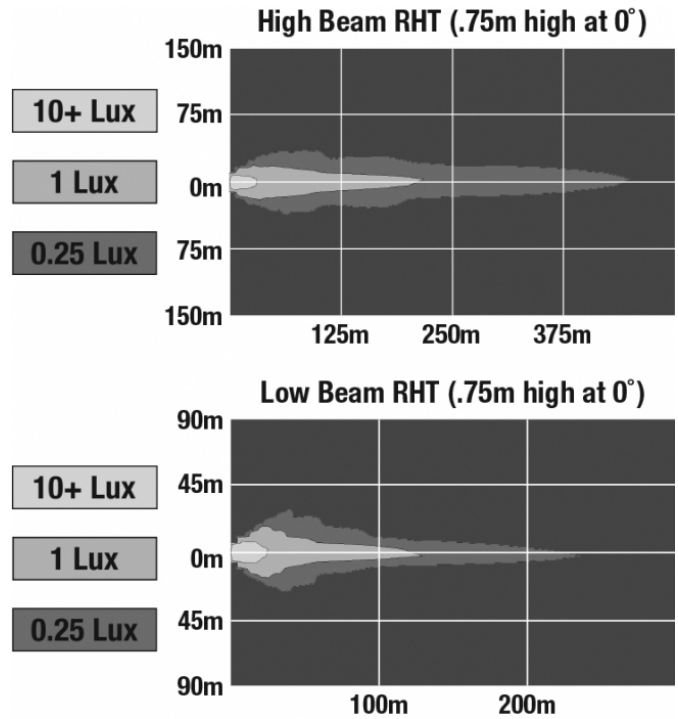 High Beam RHT (.75m high at 0˚)
10+ Lux
1 Lux
0.25 Lux
150m
75m
0m
75m
150m
125m 250m 375m
Low Beam RHT (.75m high at 0˚)
10+ Lux
1 Lux
0.25 Lux
90m
45m
0m
45m
90m
100m 200m